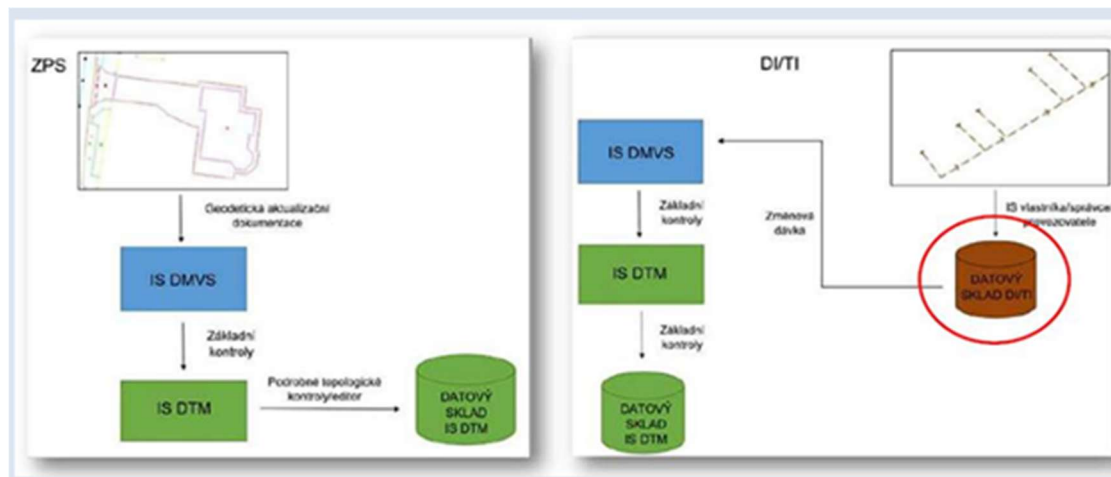 ZPS
Geodetická aktualizační
dokumentace
IS DMVS
Základní
kontroly
IS DTM
Podrobné topologické
kontroly/editor
DATOVÝ
SKLAD
IS DTM
DI/TI
IS DMVS
Základní
kontroly
IS DTM
Základní
kontroly
DATOVÝ
SKLAD
IS DTM
Změnová
dávka
IS vlastníka/správce/
provozovatele
DATOVÝ
SKLAD DI/TI